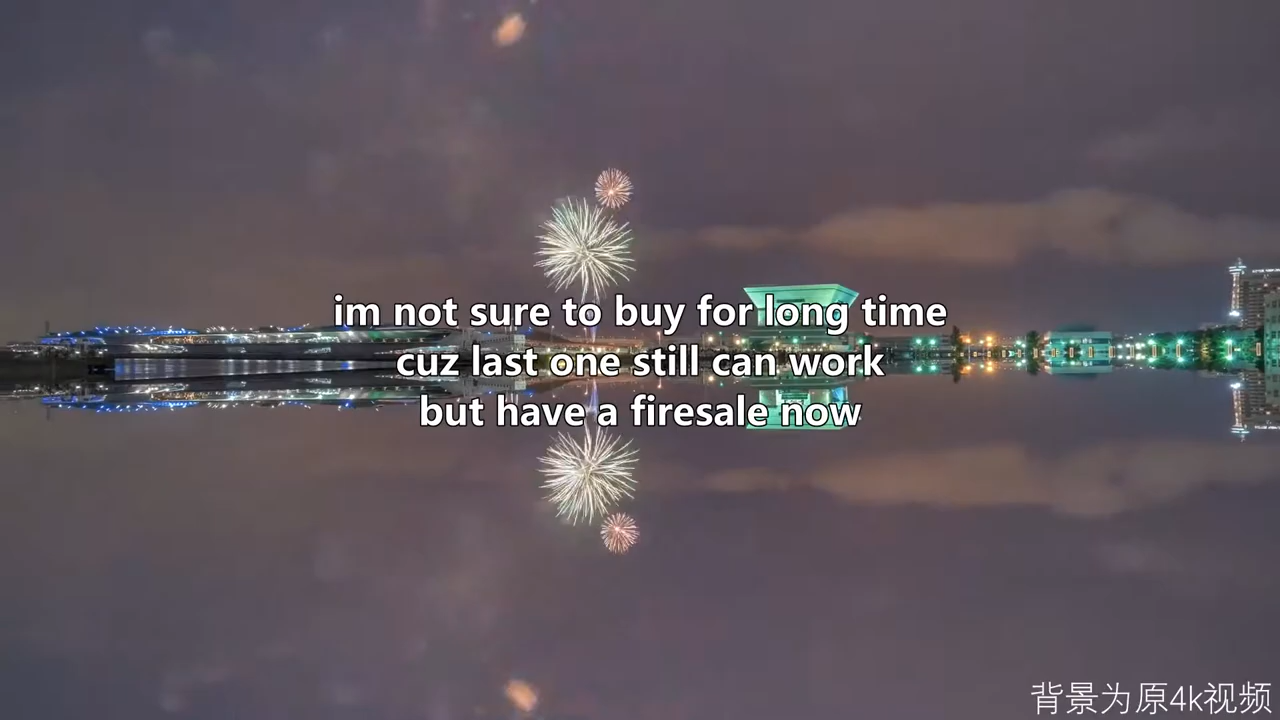 im not sure to buy for long time
cuz last one still can work
but have a firesale now
背景为原4k视频